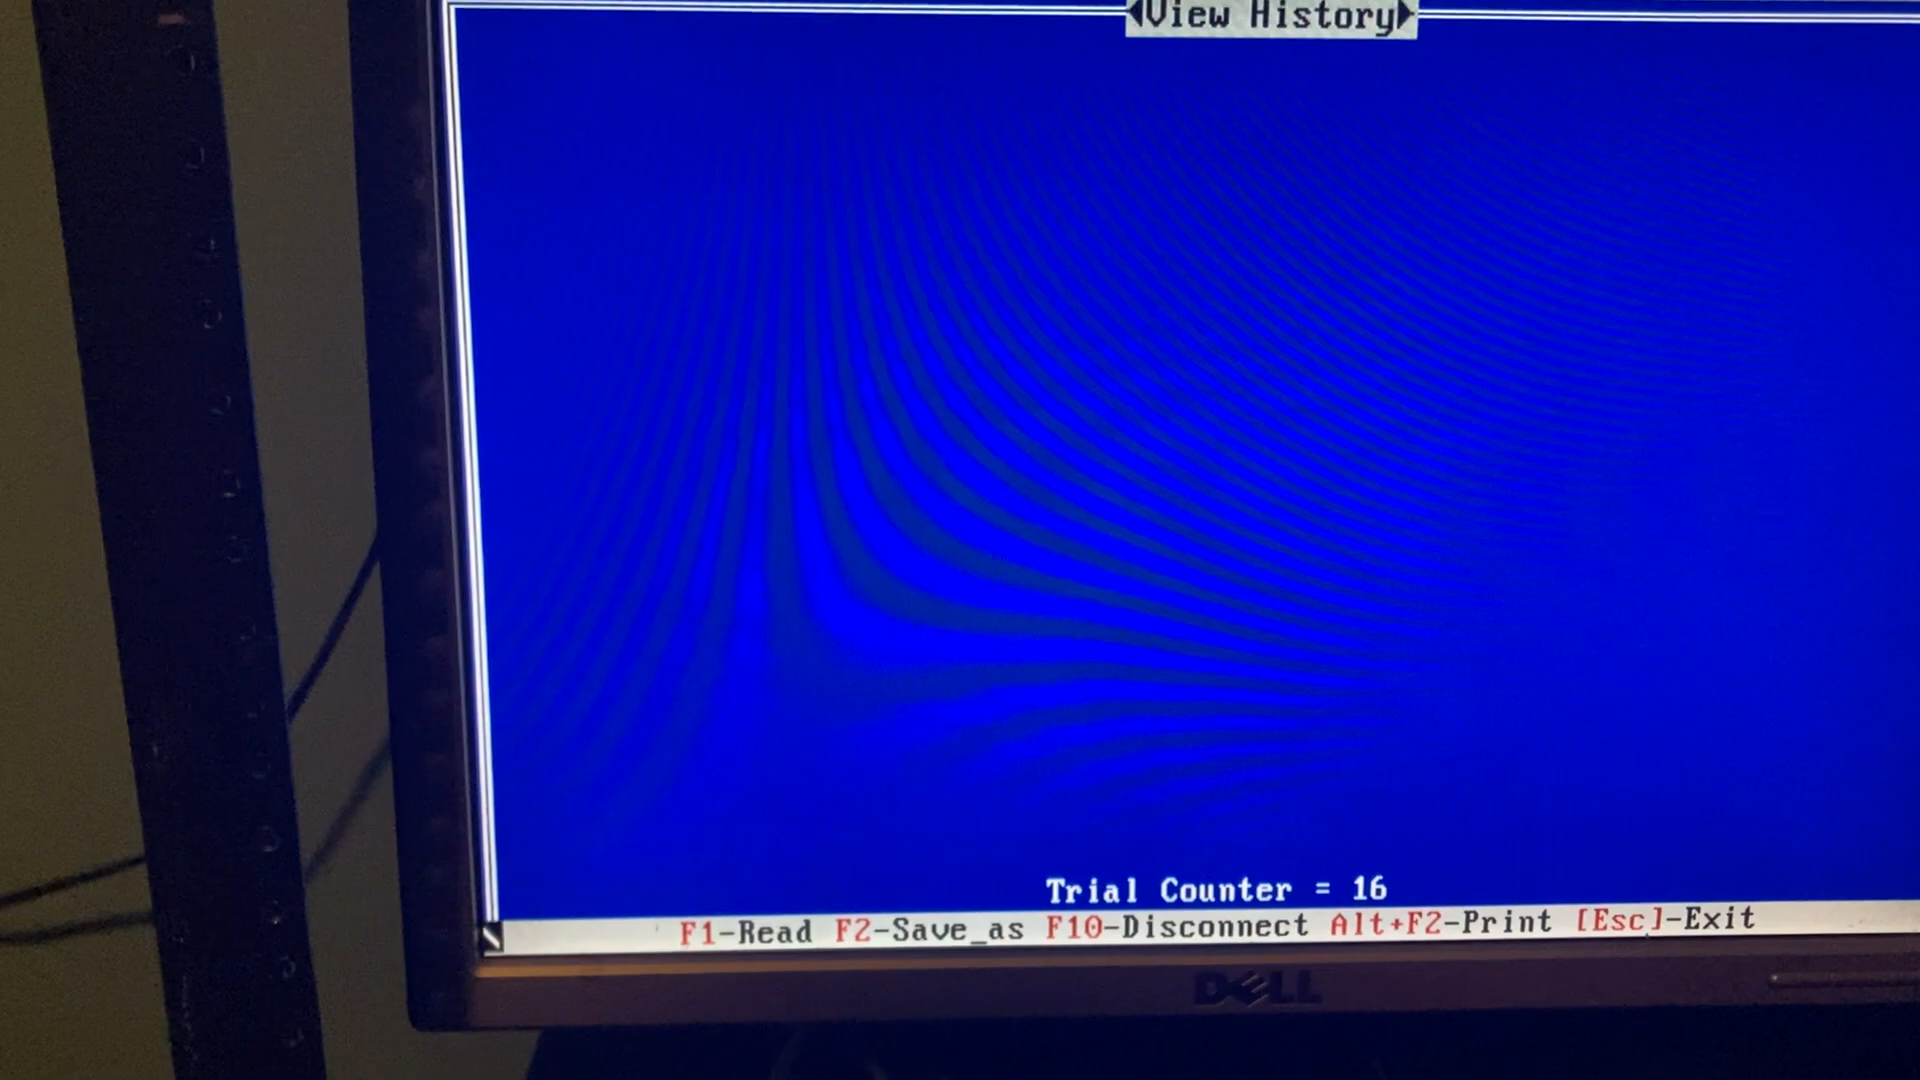 View History
Trial Counter = 16
F1-Read F2-Save_as F10-Disconnect Alt+F2-Print [Esc]-Exit
DELL